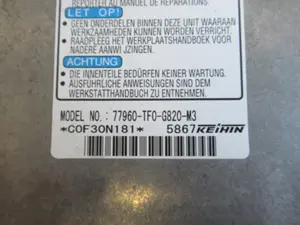 REPORTER AU MANUEL DE RÉPARATION.
LET OP!
• GEEN ONDERDELEN BINNEN DEZE UNIT WAARAAN
WERKZAAMHEDEN KUNNEN WORDEN VERRICHT.
• RAADPLEEG HET WERKPLAATSHANDBOEK VOOR
NADERE AANWIJZINGEN.
ACHTUNG
• DIE INNENTEILE BEDÜRFEN KEINER WARTUNG.
• AUSFÜHRLICHE ANWEISUNGEN SIND DEM
WERKSTATTHANDBUCH ZU ENTNEHMEN.
MODEL NO.: 77960-TF0-G820-M3
*C0F30N181* 5867 KEIHIN